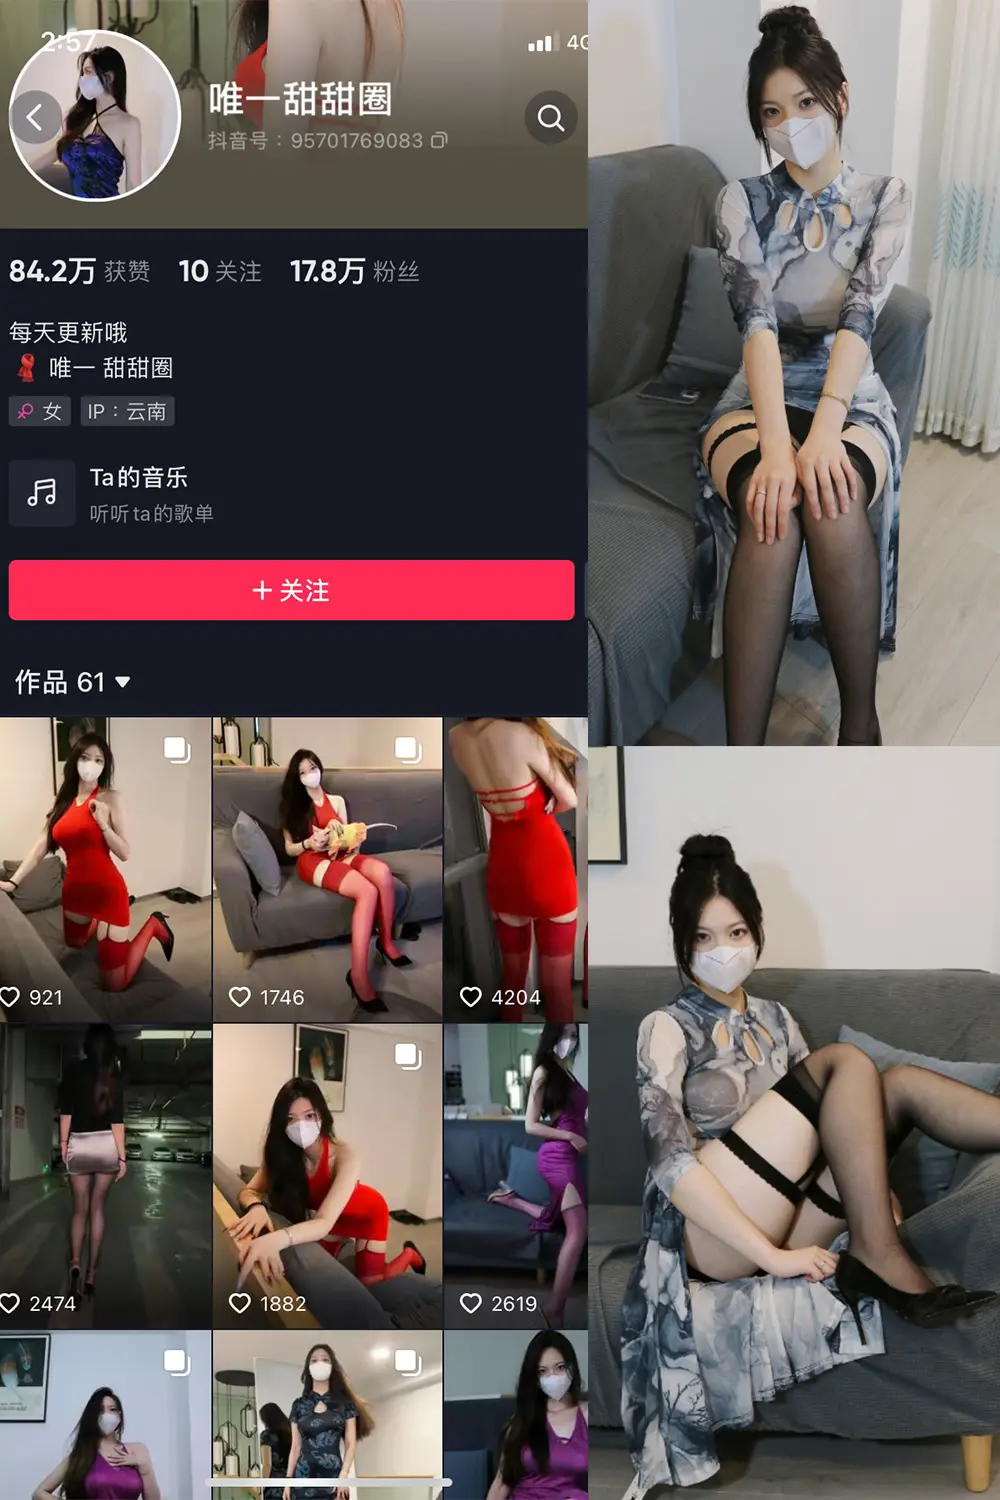 2:57
4G
唯一甜甜圈
抖音号：95701769083
84.2万 获赞 10 关注 17.8万 粉丝
每天更新哦
唯一 甜甜圈
女 IP：云南
Ta的音乐
听听ta的歌单
+ 关注
作品 61
921
1746
4204
2474
1882
2619